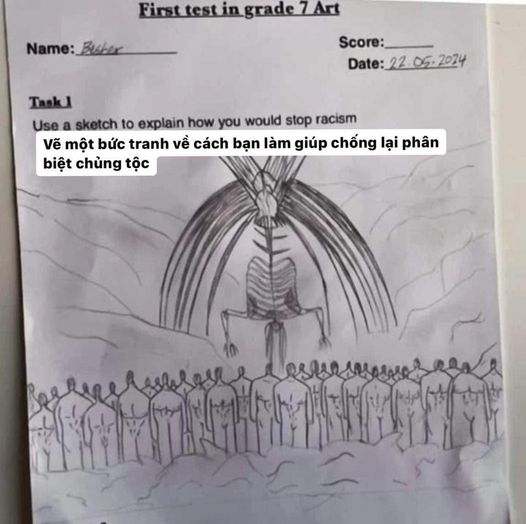 First test in grade 7 Art
Name:
Score:
Date: 22.05.2024
Task 1
Use a sketch to explain how you would stop racism
Vẽ một bức tranh về cách bạn làm giúp chống lại phân
biệt chủng tộc